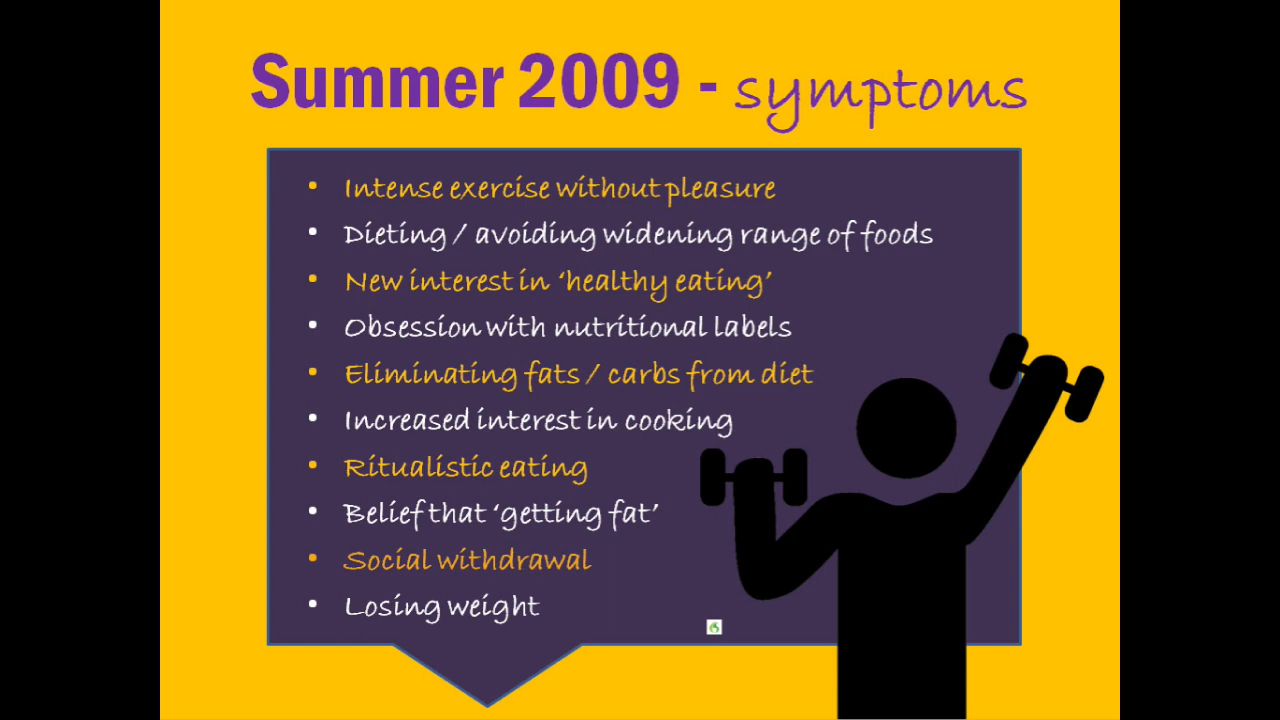 Summer 2009 - symptoms
• Intense exercise without pleasure
• Dieting / avoiding widening range of foods
• New interest in ‘healthy eating’
• Obsession with nutritional labels
• Eliminating fats / carbs from diet
• Increased interest in cooking
• Ritualistic eating
• Belief that ‘getting fat’
• Social withdrawal
• Losing weight